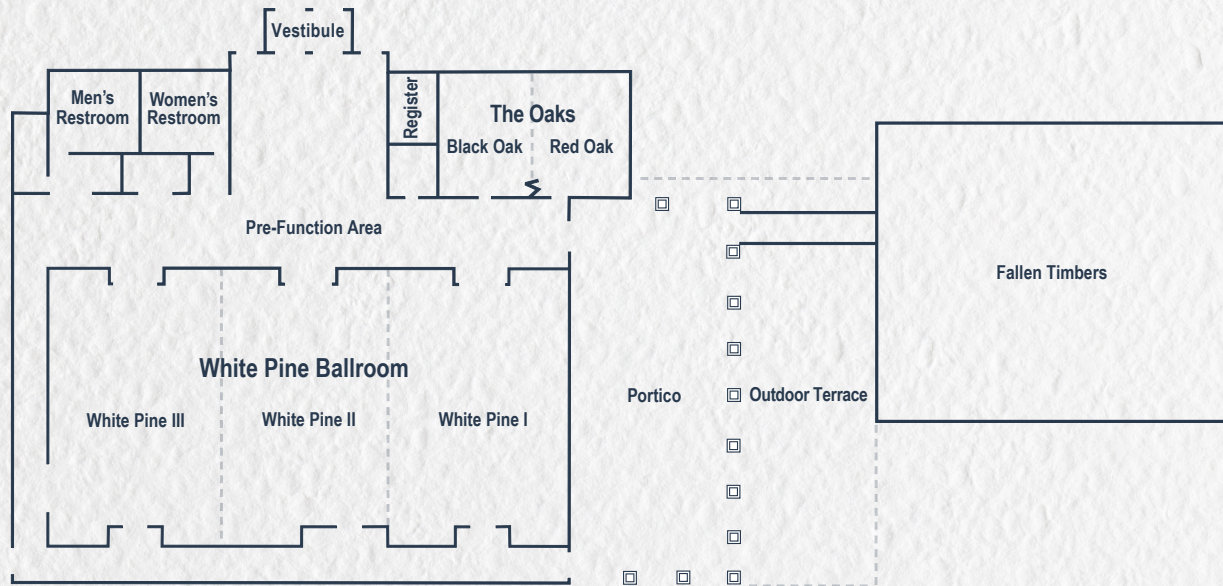 Vestibule
Men's
Restroom
Women's
Restroom
Register
The Oaks
Black Oak
Red Oak
Pre-Function Area
Fallen Timbers
White Pine Ballroom
White Pine III
White Pine II
White Pine I
Portico
Outdoor Terrace